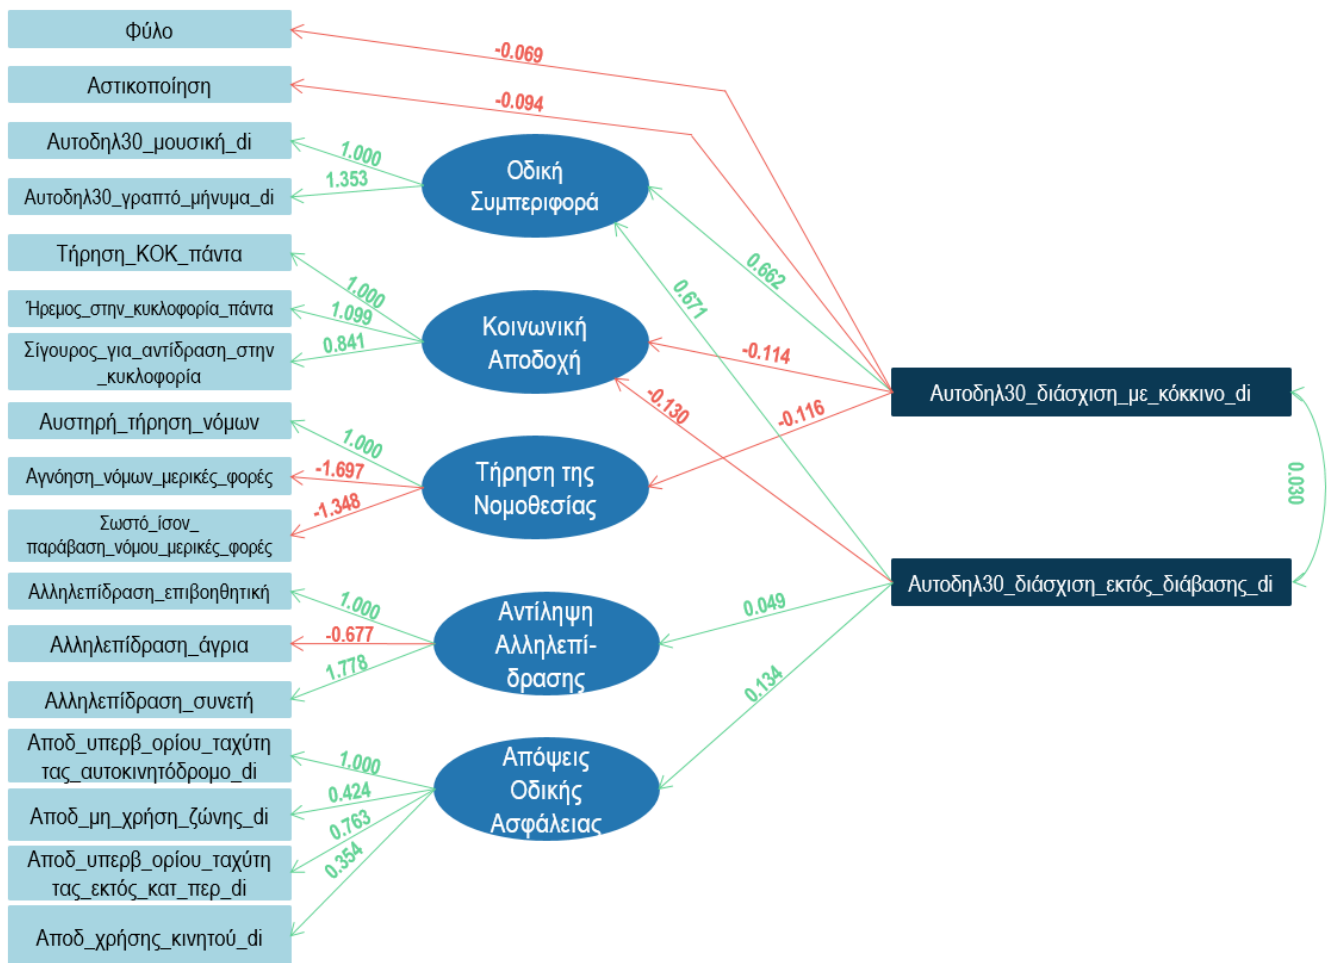 Φύλο
Αστικοποίηση
Αυτοδηλ30_μουσική_di
Αυτοδηλ30_γραπτό_μήνυμα_di
Τήρηση_ΚΟΚ_πάντα
Ήρεμος_στην_κυκλοφορία_πάντα
Σίγουρος_για_αντίδραση_στην
_κυκλοφορία
Αυστηρή_τήρηση_νόμων
Αγνόηση_νόμων_μερικές_φορές
Σωστό_ίσον_
παράβαση_νόμου_μερικές_φορές
Αλληλεπίδραση_επιβοηθητική
Αλληλεπίδραση_άγρια
Αλληλεπίδραση_συνετή
Αποδ_υπερβ_ορίου_ταχύτη
τας_αυτοκινητόδρομο_di
Αποδ_μη_χρήση_ζώνης_di
Αποδ_υπερβ_ορίου_ταχύτη
τας_εκτός_κατ_περ_di
Αποδ_χρήσης_κινητού_di
-0.069
-0.094
1.000
1.353
1.000
1.099
0.841
1.000
-1.697
-1.348
1.000
-0.677
1.778
1.000
0.424
0.763
0.354
Οδική
Συμπεριφορά
Κοινωνική
Αποδοχή
Τήρηση της
Νομοθεσίας
Αντίληψη
Αλληλεπί-
δρασης
Απόψεις
Οδικής
Ασφάλειας
0.662
0.671
-0.114
-0.130
-0.116
0.049
0.134
Αυτοδηλ30_διάσχιση_με_κόκκινο_di
Αυτοδηλ30_διάσχιση_εκτός_διάβασης_di
0.030